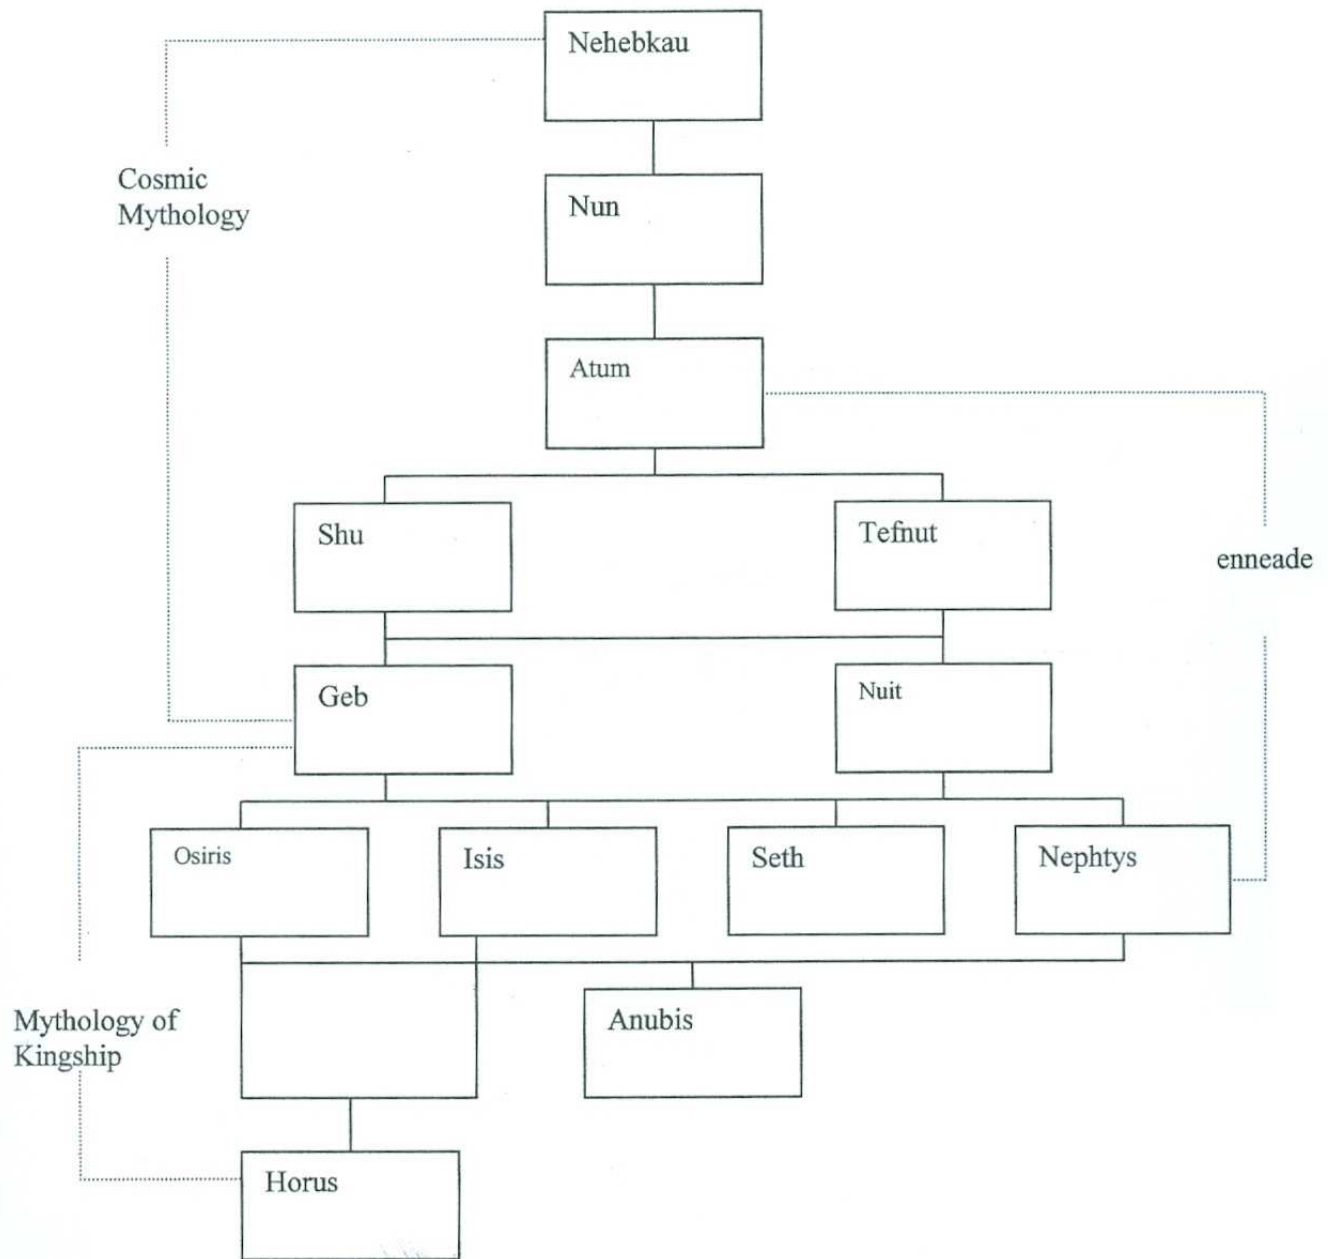 Nehebkau
Cosmic
Mythology
Nun
Atum
Shu
Tefnut
enneade
Geb
Nuit
Osiris
Isis
Seth
Nephtys
Mythology of
Kingship
Anubis
Horus